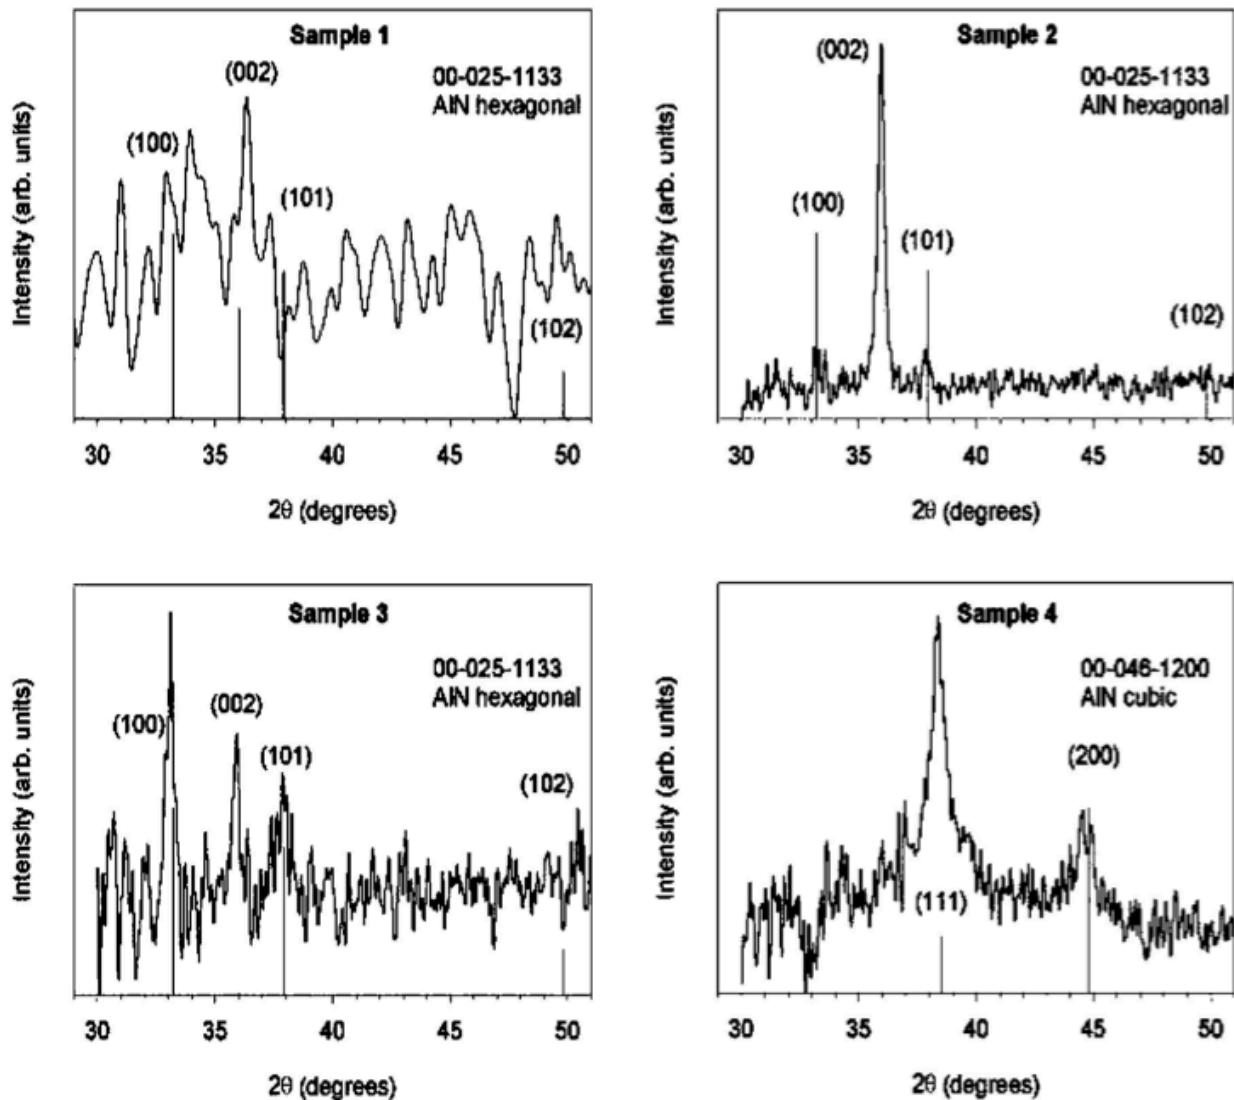 Sample 1
(002)
00-025-1133
AlN hexagonal
(100)
(101)
(102)
Intensity (arb. units)
30 35 40 45 50
2θ (degrees)
Sample 2
(002)
00-025-1133
AlN hexagonal
(100)
(101)
(102)
Intensity (arb. units)
30 35 40 45 50
2θ (degrees)
Sample 3
00-025-1133
AlN hexagonal
(100)
(002)
(101)
(102)
Intensity (arb. units)
30 35 40 45 50
2θ (degrees)
Sample 4
00-046-1200
AlN cubic
(200)
(111)
Intensity (arb. units)
30 35 40 45 50
2θ (degrees)